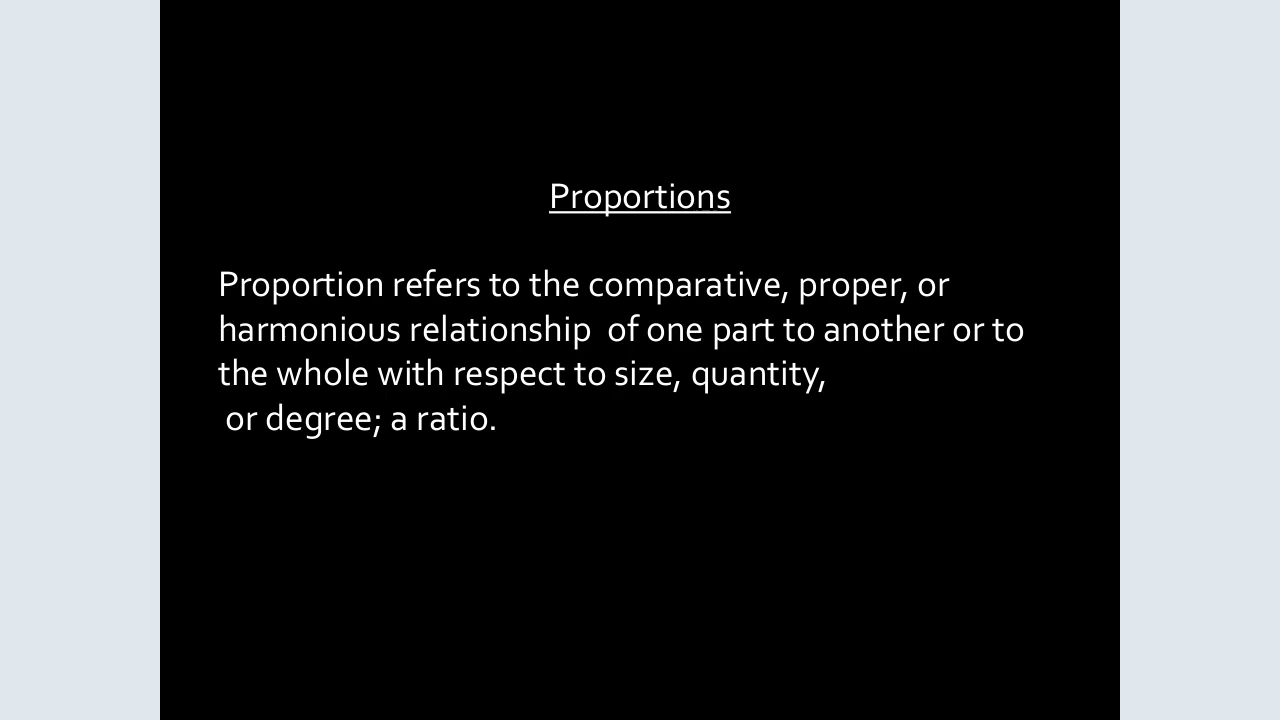 Proportions
Proportion refers to the comparative, proper, or
harmonious relationship  of one part to another or to
the whole with respect to size, quantity,
 or degree; a ratio.